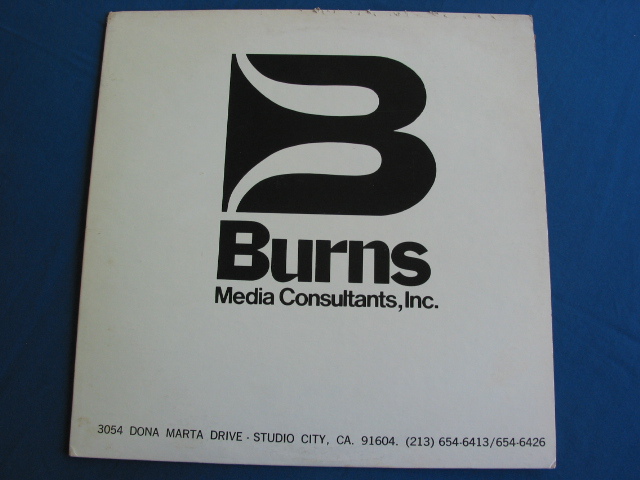 B
Burns
Media Consultants, Inc.
3054 DONA MARTA DRIVE · STUDIO CITY, CA. 91604. (213) 654-6413/654-6426